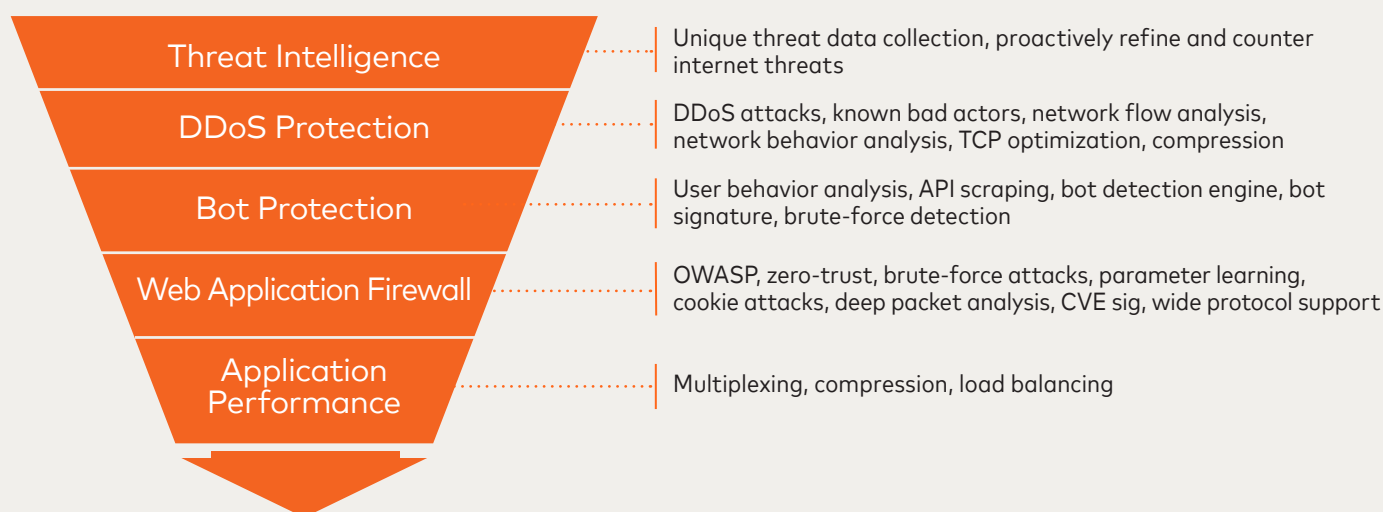 Threat Intelligence
Unique threat data collection, proactively refine and counter
internet threats
DDoS Protection
DDoS attacks, known bad actors, network flow analysis,
network behavior analysis, TCP optimization, compression
Bot Protection
User behavior analysis, API scraping, bot detection engine, bot
signature, brute-force detection
Web Application Firewall
OWASP, zero-trust, brute-force attacks, parameter learning,
cookie attacks, deep packet analysis, CVE sig, wide protocol support
Application
Performance
Multiplexing, compression, load balancing